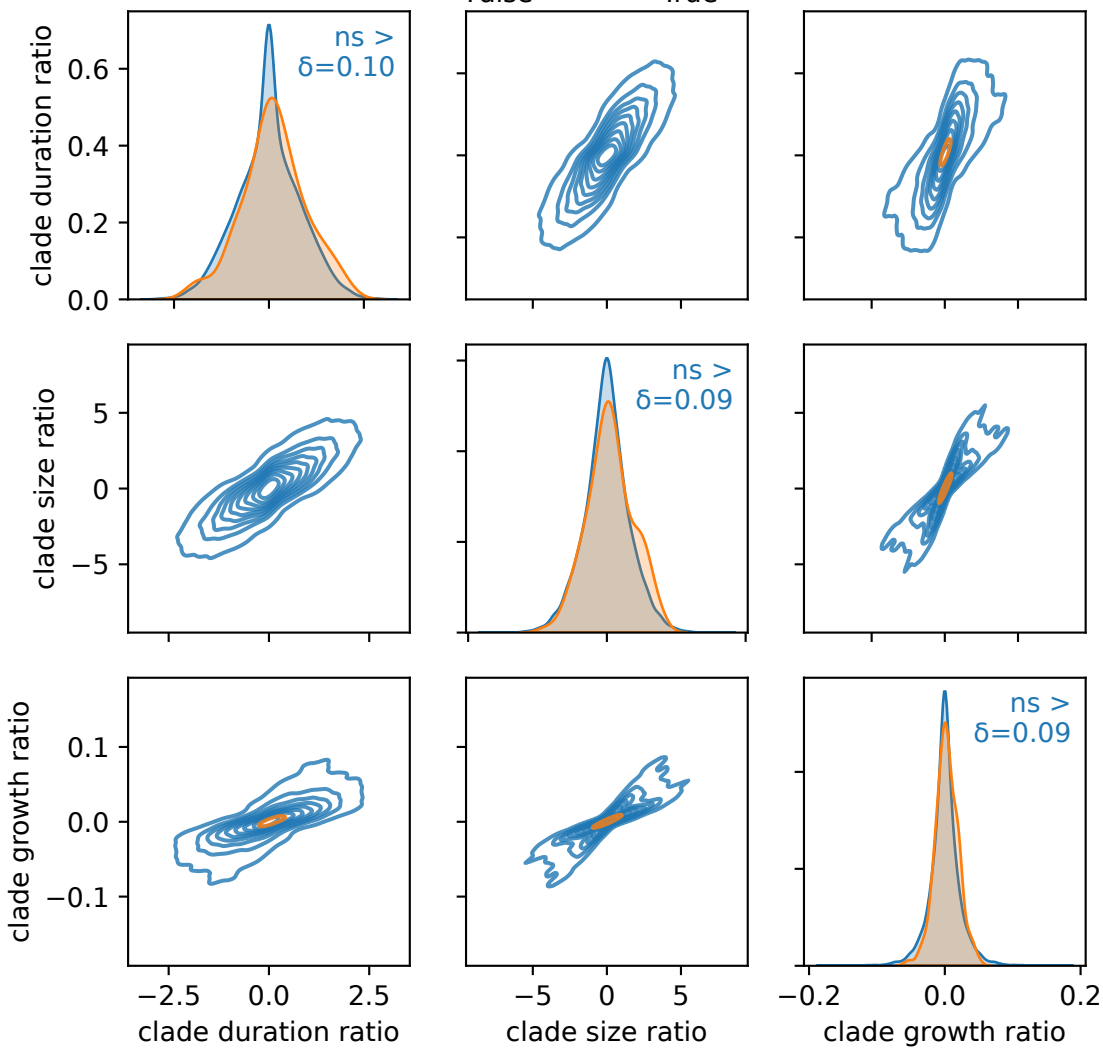 False True
clade duration ratio
0.6
0.4
0.2
0.0
ns >
δ=0.10
clade size ratio
5
0
−5
ns >
δ=0.09
clade growth ratio
0.1
0.0
−0.1
ns >
δ=0.09
−2.5 0.0 2.5
−5 0 5
−0.2 0.0 0.2
clade duration ratio
clade size ratio
clade growth ratio